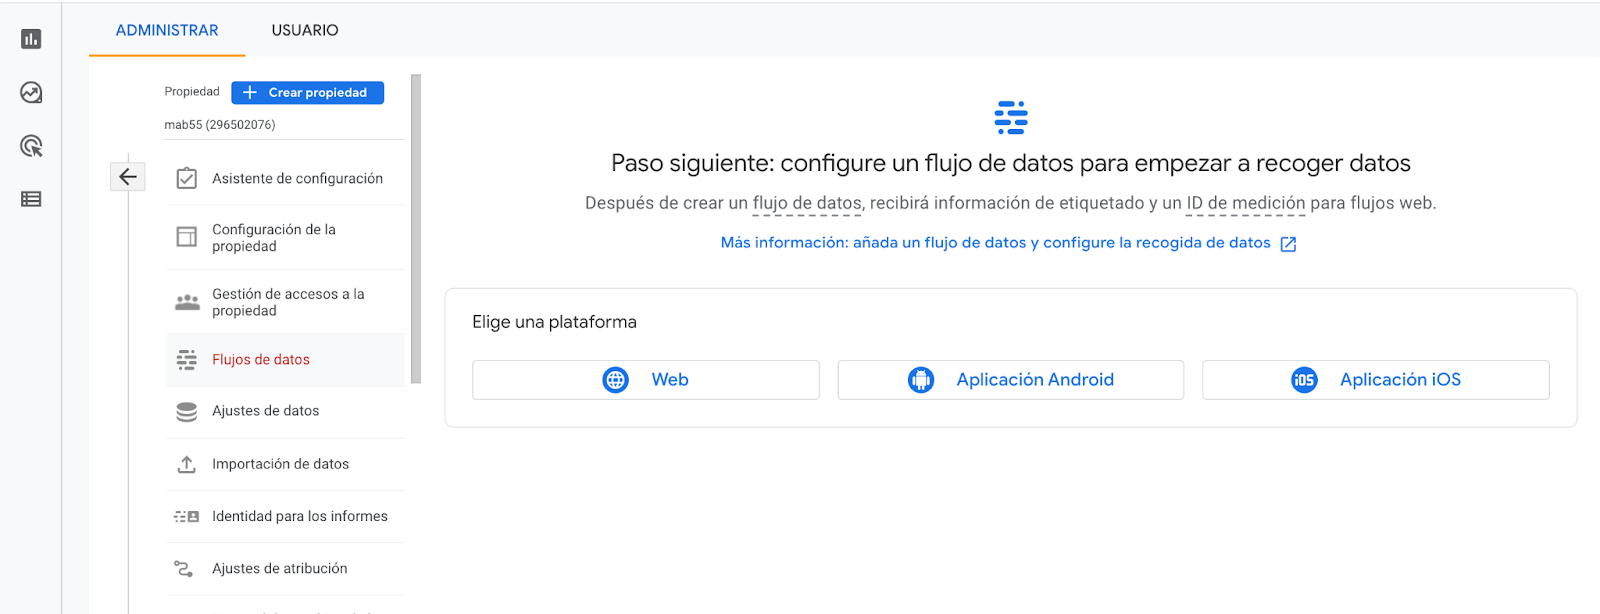 ADMINISTRAR
USUARIO
Propiedad
Crear propiedad
mab55 (296502076)
Asistente de configuración
Configuración de la
propiedad
Gestión de accesos a la
propiedad
Flujos de datos
Ajustes de datos
Importación de datos
Identidad para los informes
Ajustes de atribución
Paso siguiente: configure un flujo de datos para empezar a recoger datos
Después de crear un flujo de datos, recibirá información de etiquetado y un ID de medición para flujos web.
Más información: añada un flujo de datos y configure la recogida de datos
Elige una plataforma
Web
Aplicación Android
iOS Aplicación iOS